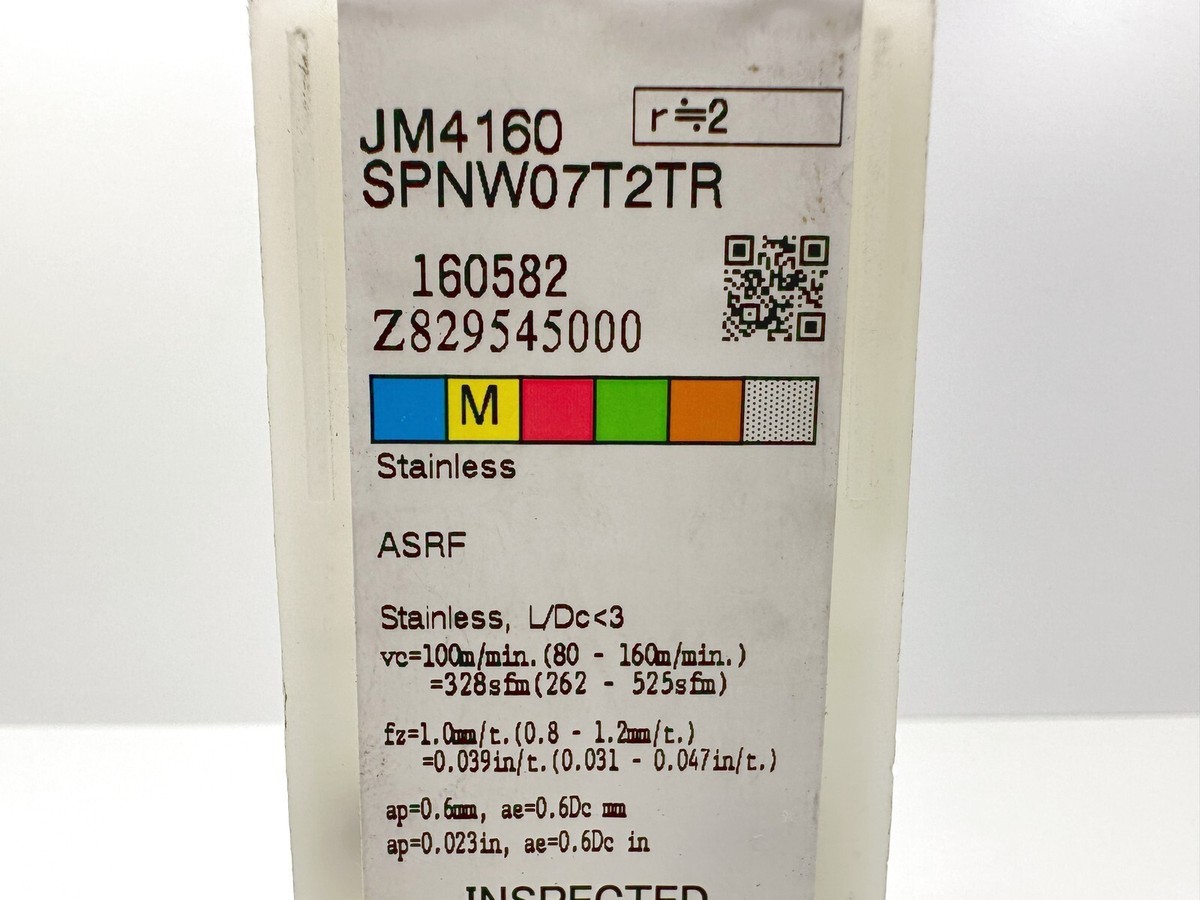 JM4160
r≒2
SPNW07T2TR
160582
Z829545000
M
Stainless
ASRF
Stainless, L/Dc<3
vc=100m/min.(80 - 160m/min.)
=328sfm(262 - 525sfm)
fz=1.0mm/t.(0.8 - 1.2mm/t.)
=0.039in/t.(0.031 - 0.047in/t.)
ap=0.6mm, ae=0.6Dc mm
ap=0.023in, ae=0.6Dc in
INSPECTED